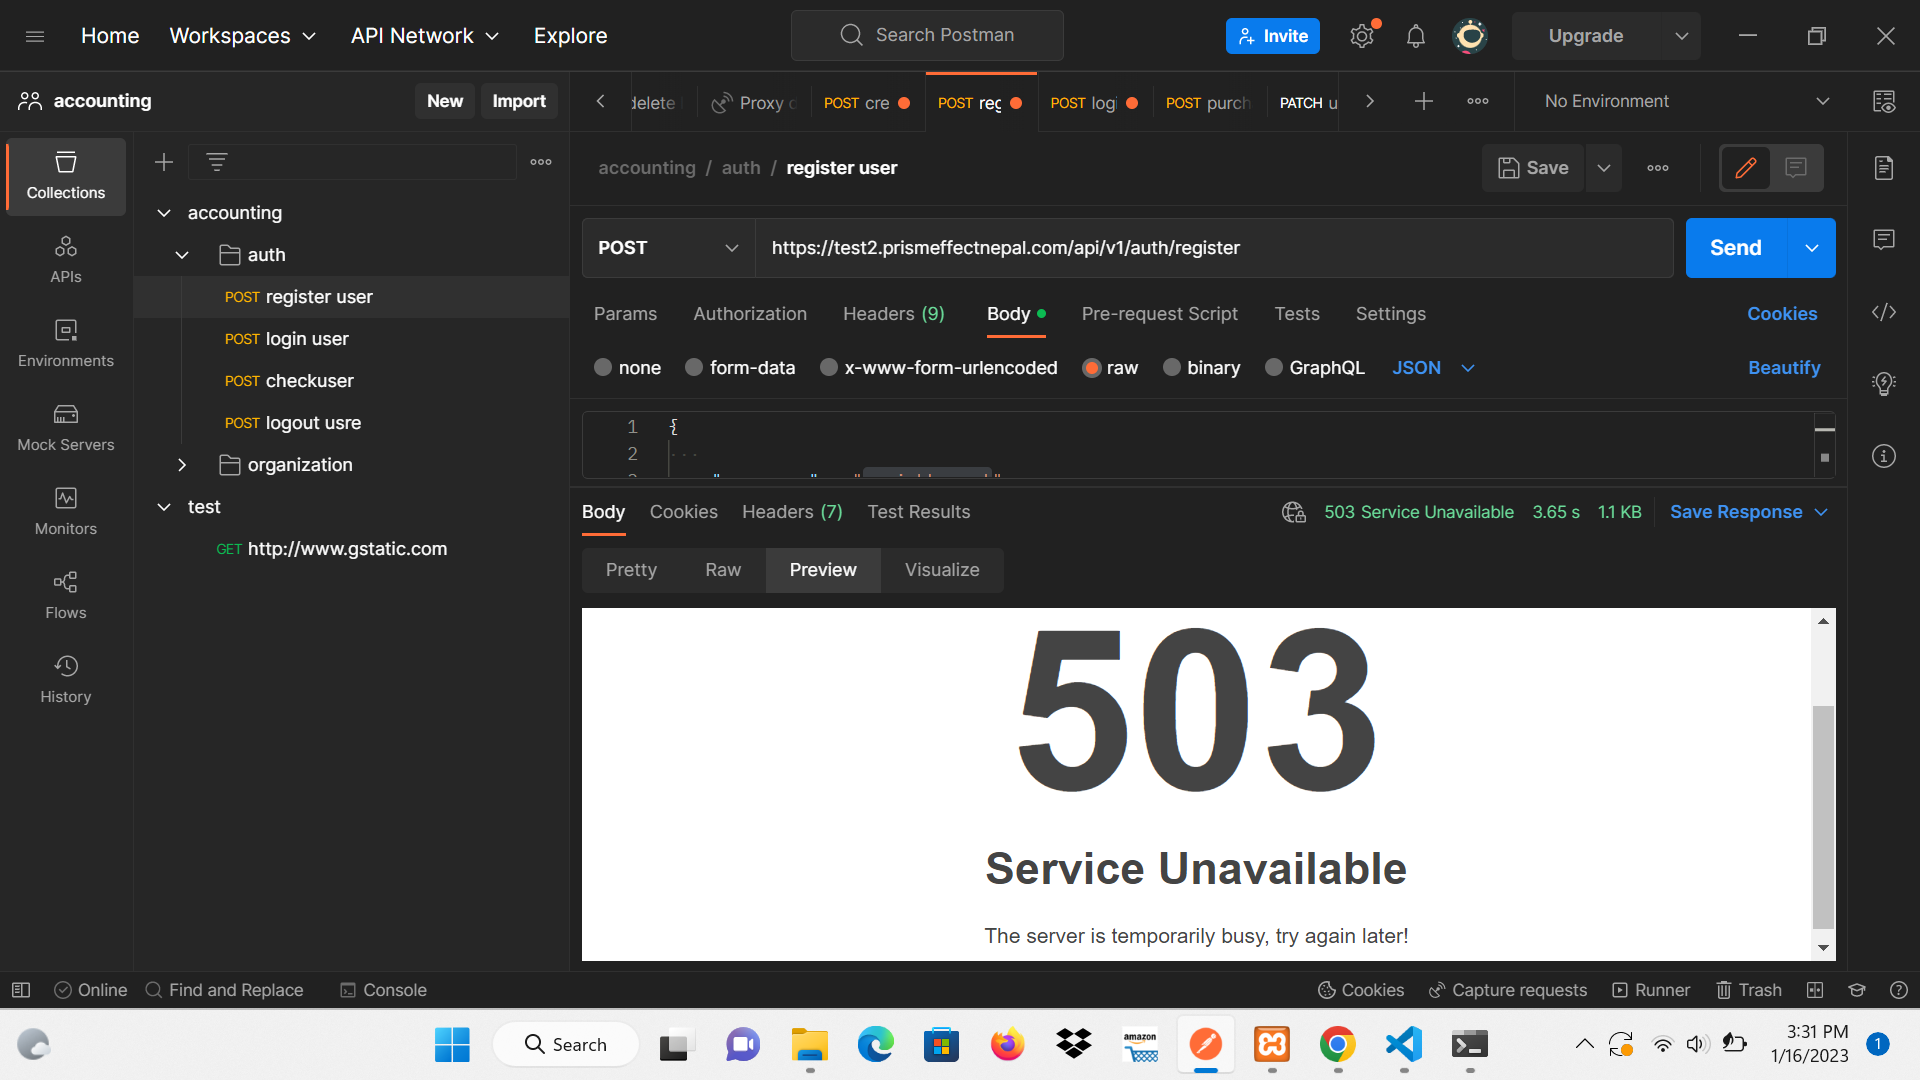 Home Workspaces API Network Explore Search Postman Invite Upgrade
accounting New Import
delete Proxy POST cre POST reg POST logi POST purch PATCH u No Environment
accounting / auth / register user Save
Collections
APIs
Environments
Mock Servers
Monitors
Flows
History
accounting
auth
POST register user
POST login user
POST checkuser
POST logout usre
organization
test
GET http://www.gstatic.com
POST https://test2.prismeffectnepal.com/api/v1/auth/register Send
Params Authorization Headers (9) Body Pre-request Script Tests Settings Cookies
none form-data x-www-form-urlencoded raw binary GraphQL JSON Beautify
1 {
2
Body Cookies Headers (7) Test Results 503 Service Unavailable 3.65 s 1.1 KB Save Response
Pretty Raw Preview Visualize
503
Service Unavailable
The server is temporarily busy, try again later!
Online Find and Replace Console Cookies Capture requests Runner Trash
Search amazon 3:31 PM
1/16/2023 1